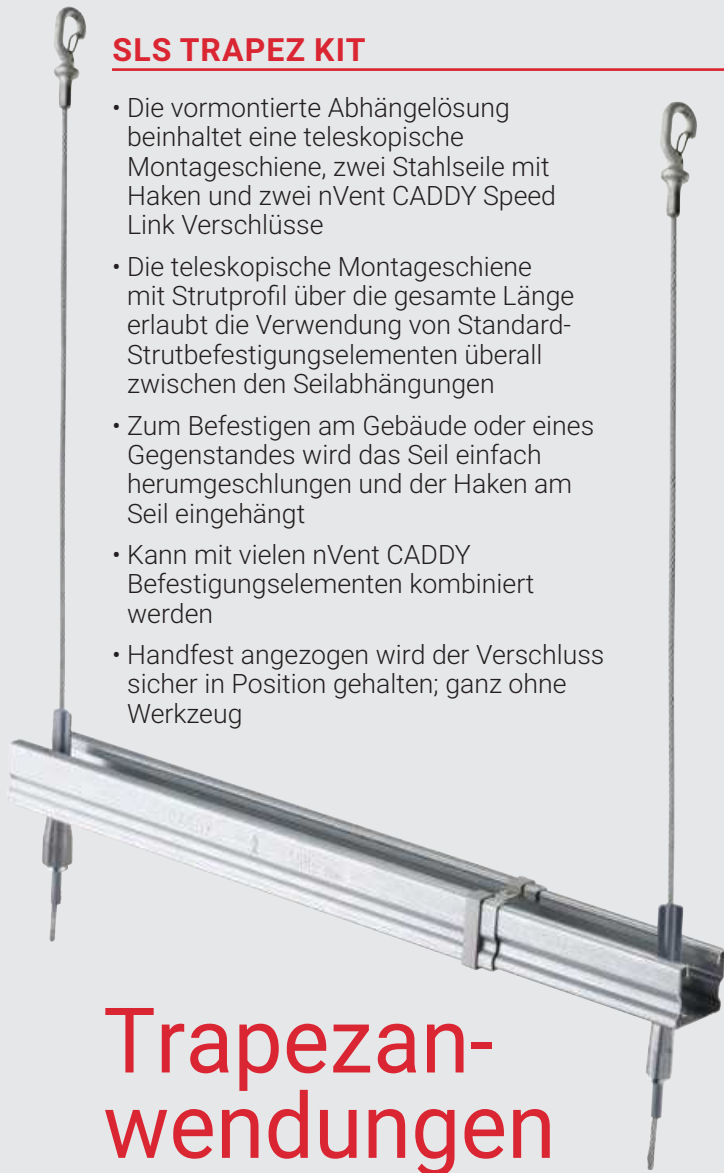 SLS TRAPEZ KIT
• Die vormontierte Abhängelösung
beinhaltet eine teleskopische
Montageschiene, zwei Stahlseile mit
Haken und zwei nVent CADDY Speed
Link Verschlüsse
• Die teleskopische Montageschiene
mit Strutprofil über die gesamte Länge
erlaubt die Verwendung von Standard-
Strutbefestigungselementen überall
zwischen den Seilabhängungen
• Zum Befestigen am Gebäude oder eines
Gegenstandes wird das Seil einfach
herumgeschlungen und der Haken am
Seil eingehängt
• Kann mit vielen nVent CADDY
Befestigungselementen kombiniert
werden
• Handfest angezogen wird der Verschluss
sicher in Position gehalten; ganz ohne
Werkzeug
CADDY
Trapezan-
wendungen